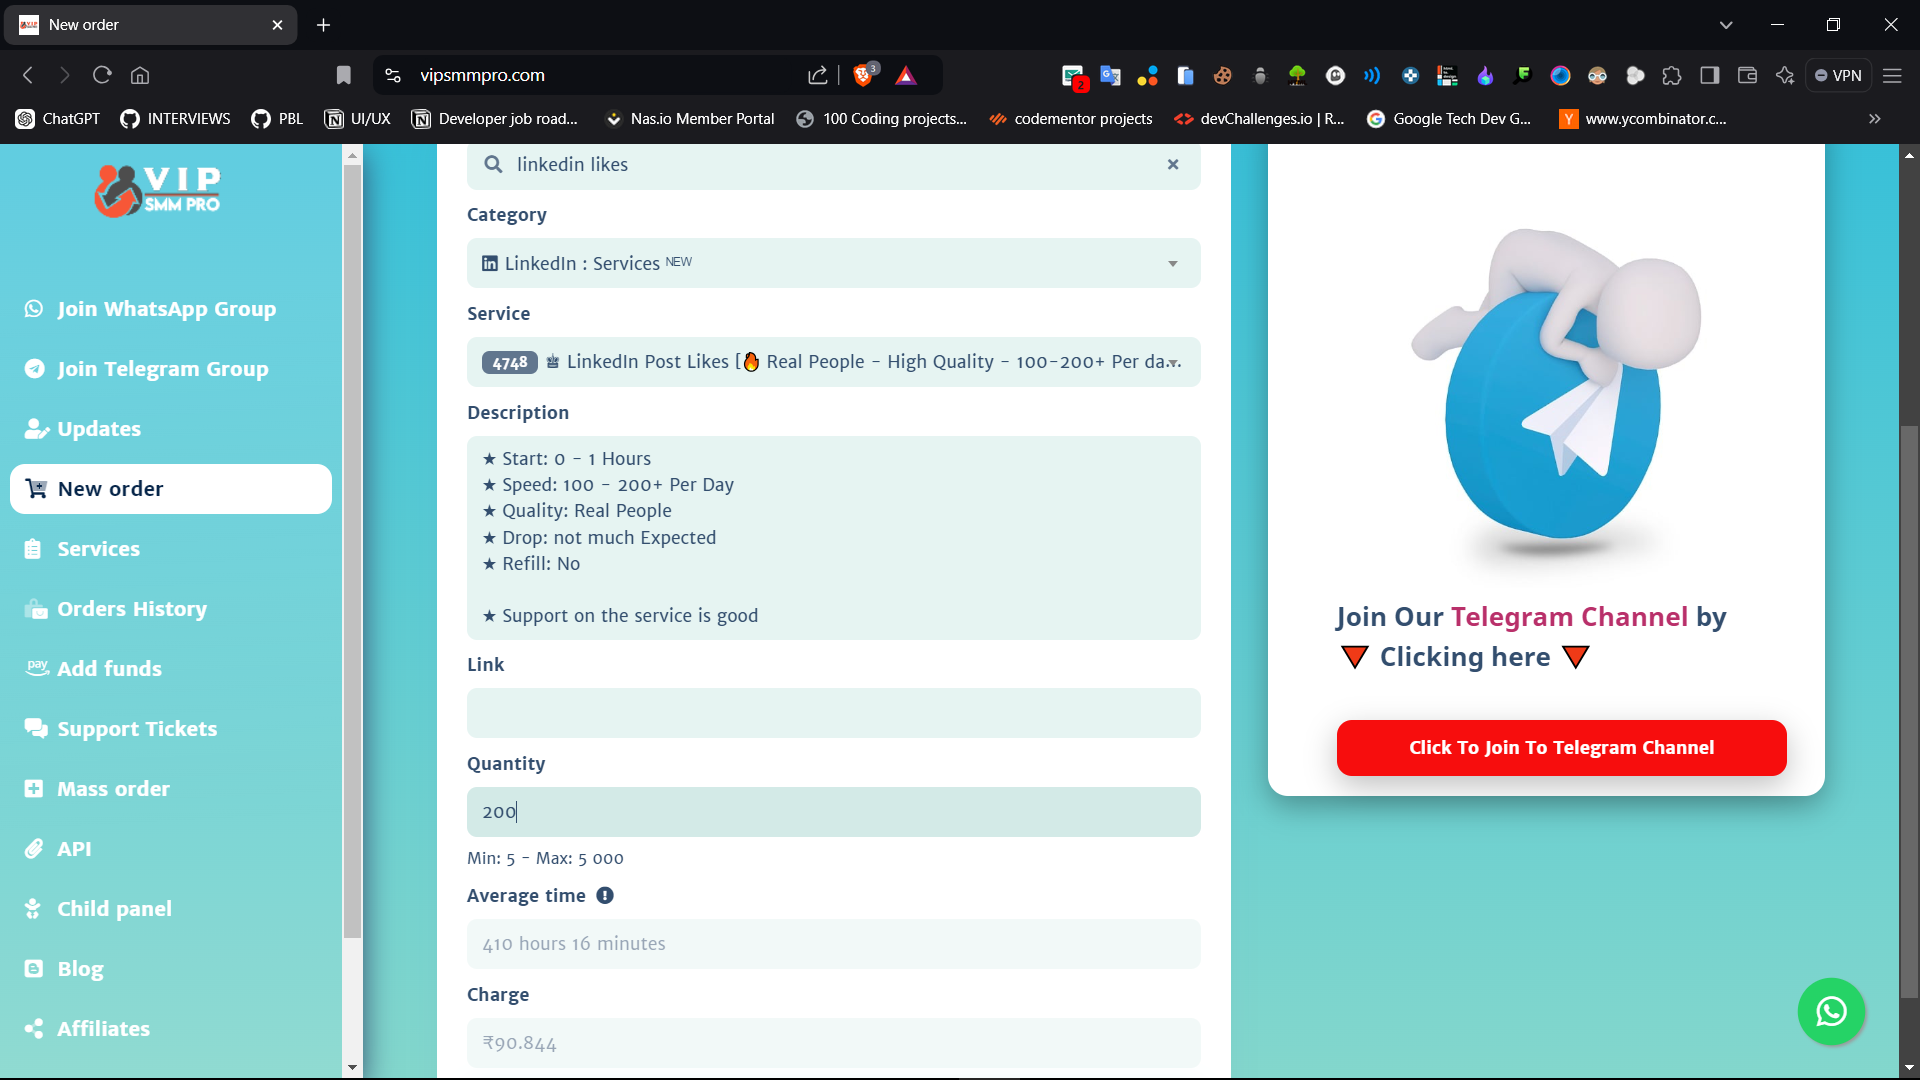 New order
vipsmmpro.com
3
2
VPN
ChatGPT
INTERVIEWS
PBL
UI/UX
Developer job road...
Nas.io Member Portal
100 Coding projects...
codementor projects
devChallenges.io | R...
Google Tech Dev G...
www.ycombinator.c...
VIP
SMM PRO
Join WhatsApp Group
Join Telegram Group
Updates
New order
Services
Orders History
Add funds
Support Tickets
Mass order
API
Child panel
Blog
Affiliates
linkedin likes
Category
LinkedIn : Services NEW
Service
4748 LinkedIn Post Likes [🔥 Real People - High Quality - 100-200+ Per da...
Description
★ Start: 0 - 1 Hours
★ Speed: 100 - 200+ Per Day
★ Quality: Real People
★ Drop: not much Expected
★ Refill: No
★ Support on the service is good
Link
Quantity
200
Min: 5 - Max: 5 000
Average time
410 hours 16 minutes
Charge
₹90.844
Join Our Telegram Channel by
🔻 Clicking here 🔻
Click To Join To Telegram Channel